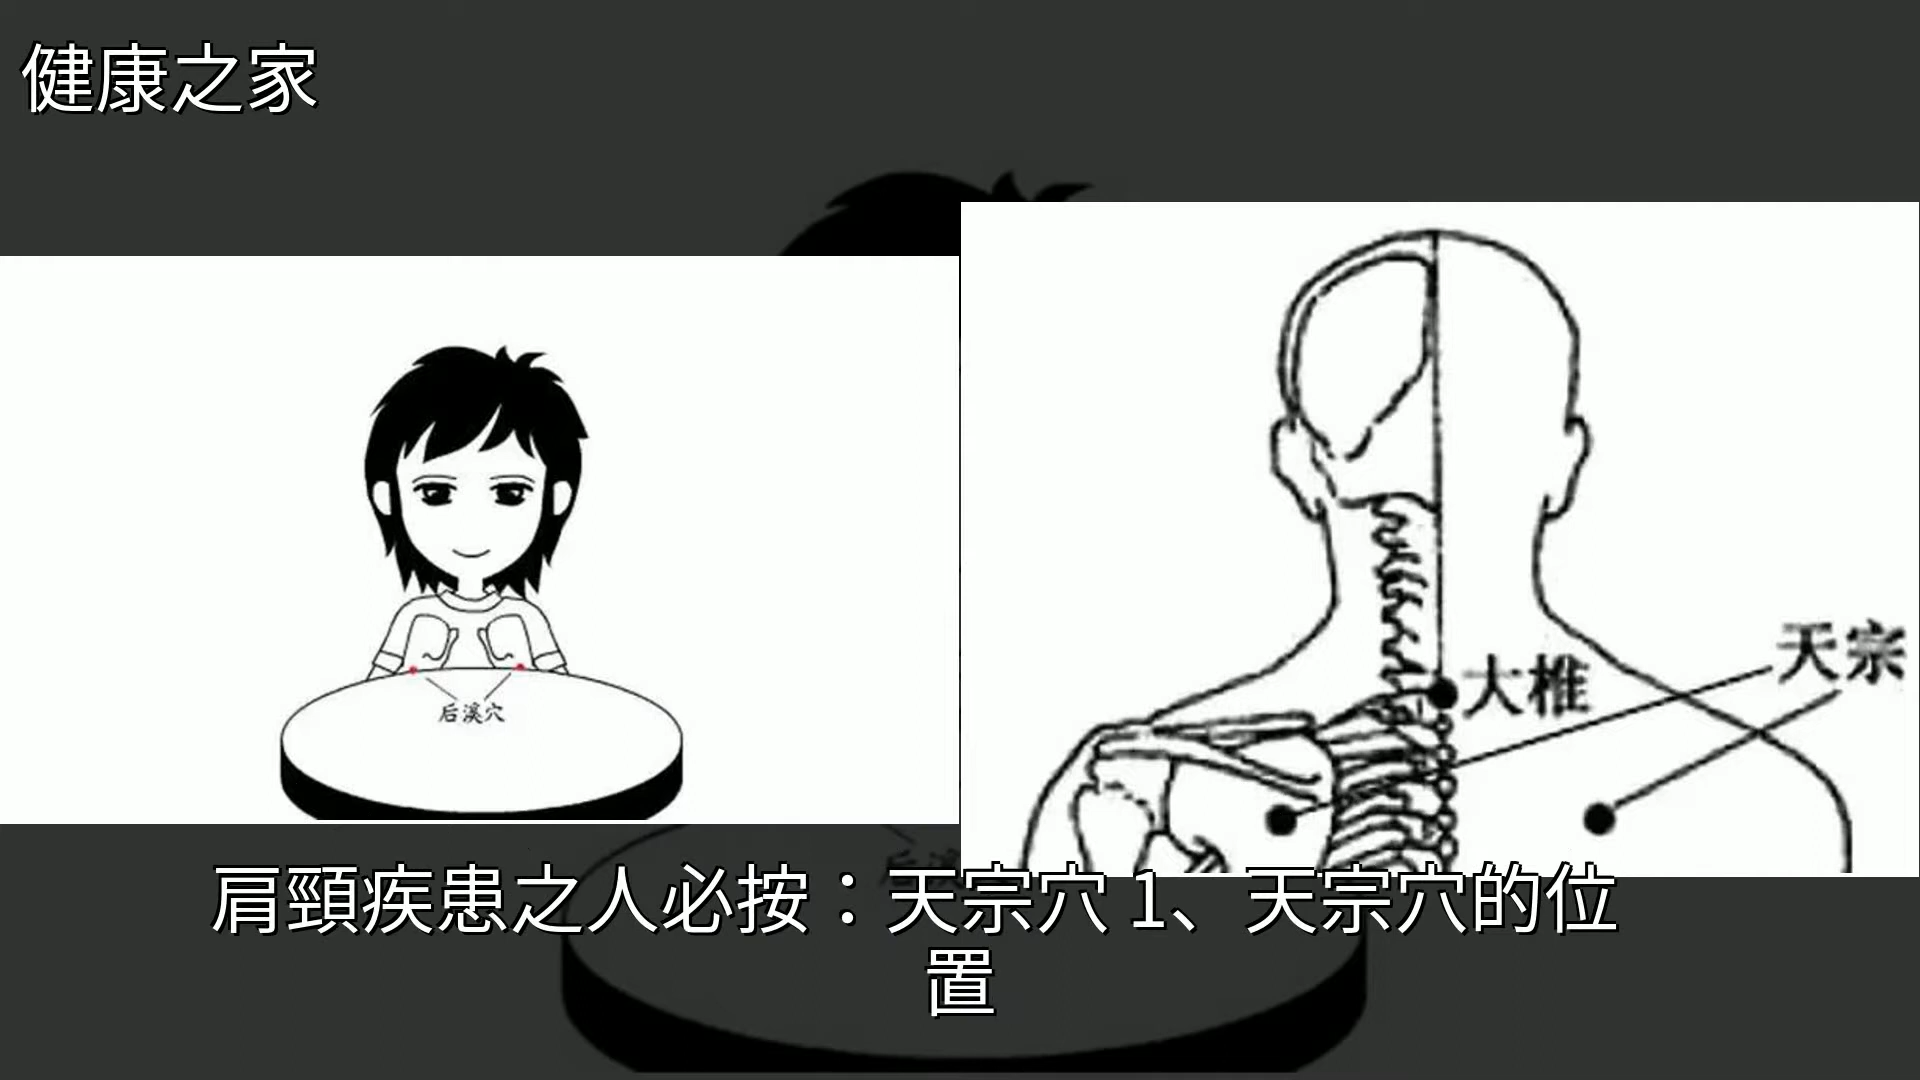 健康之家
后溪穴
天宗
大椎
肩頸疾患之人必按：天宗穴 1、天宗穴的位
置